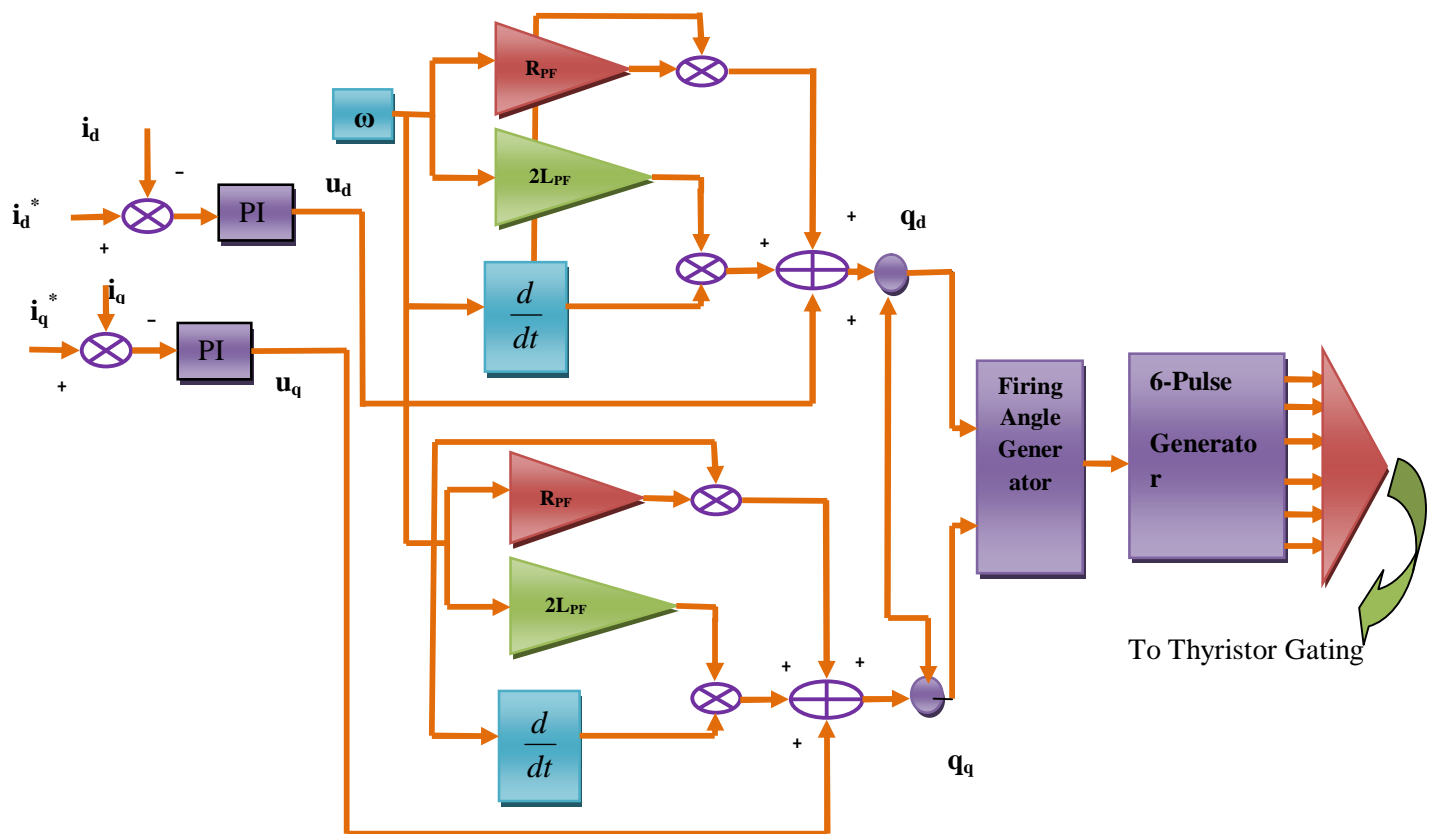 R_PF
ω
i_d
−
2L_PF
u_d
PI
i_d*
+
+
q_d
+
d/dt
+
i_q
i_q*
−
PI
+
u_q
Firing
Angle
Gener
ator
6-Pulse
Generato
r
R_PF
2L_PF
To Thyristor Gating
+
+
d/dt
+
q_q